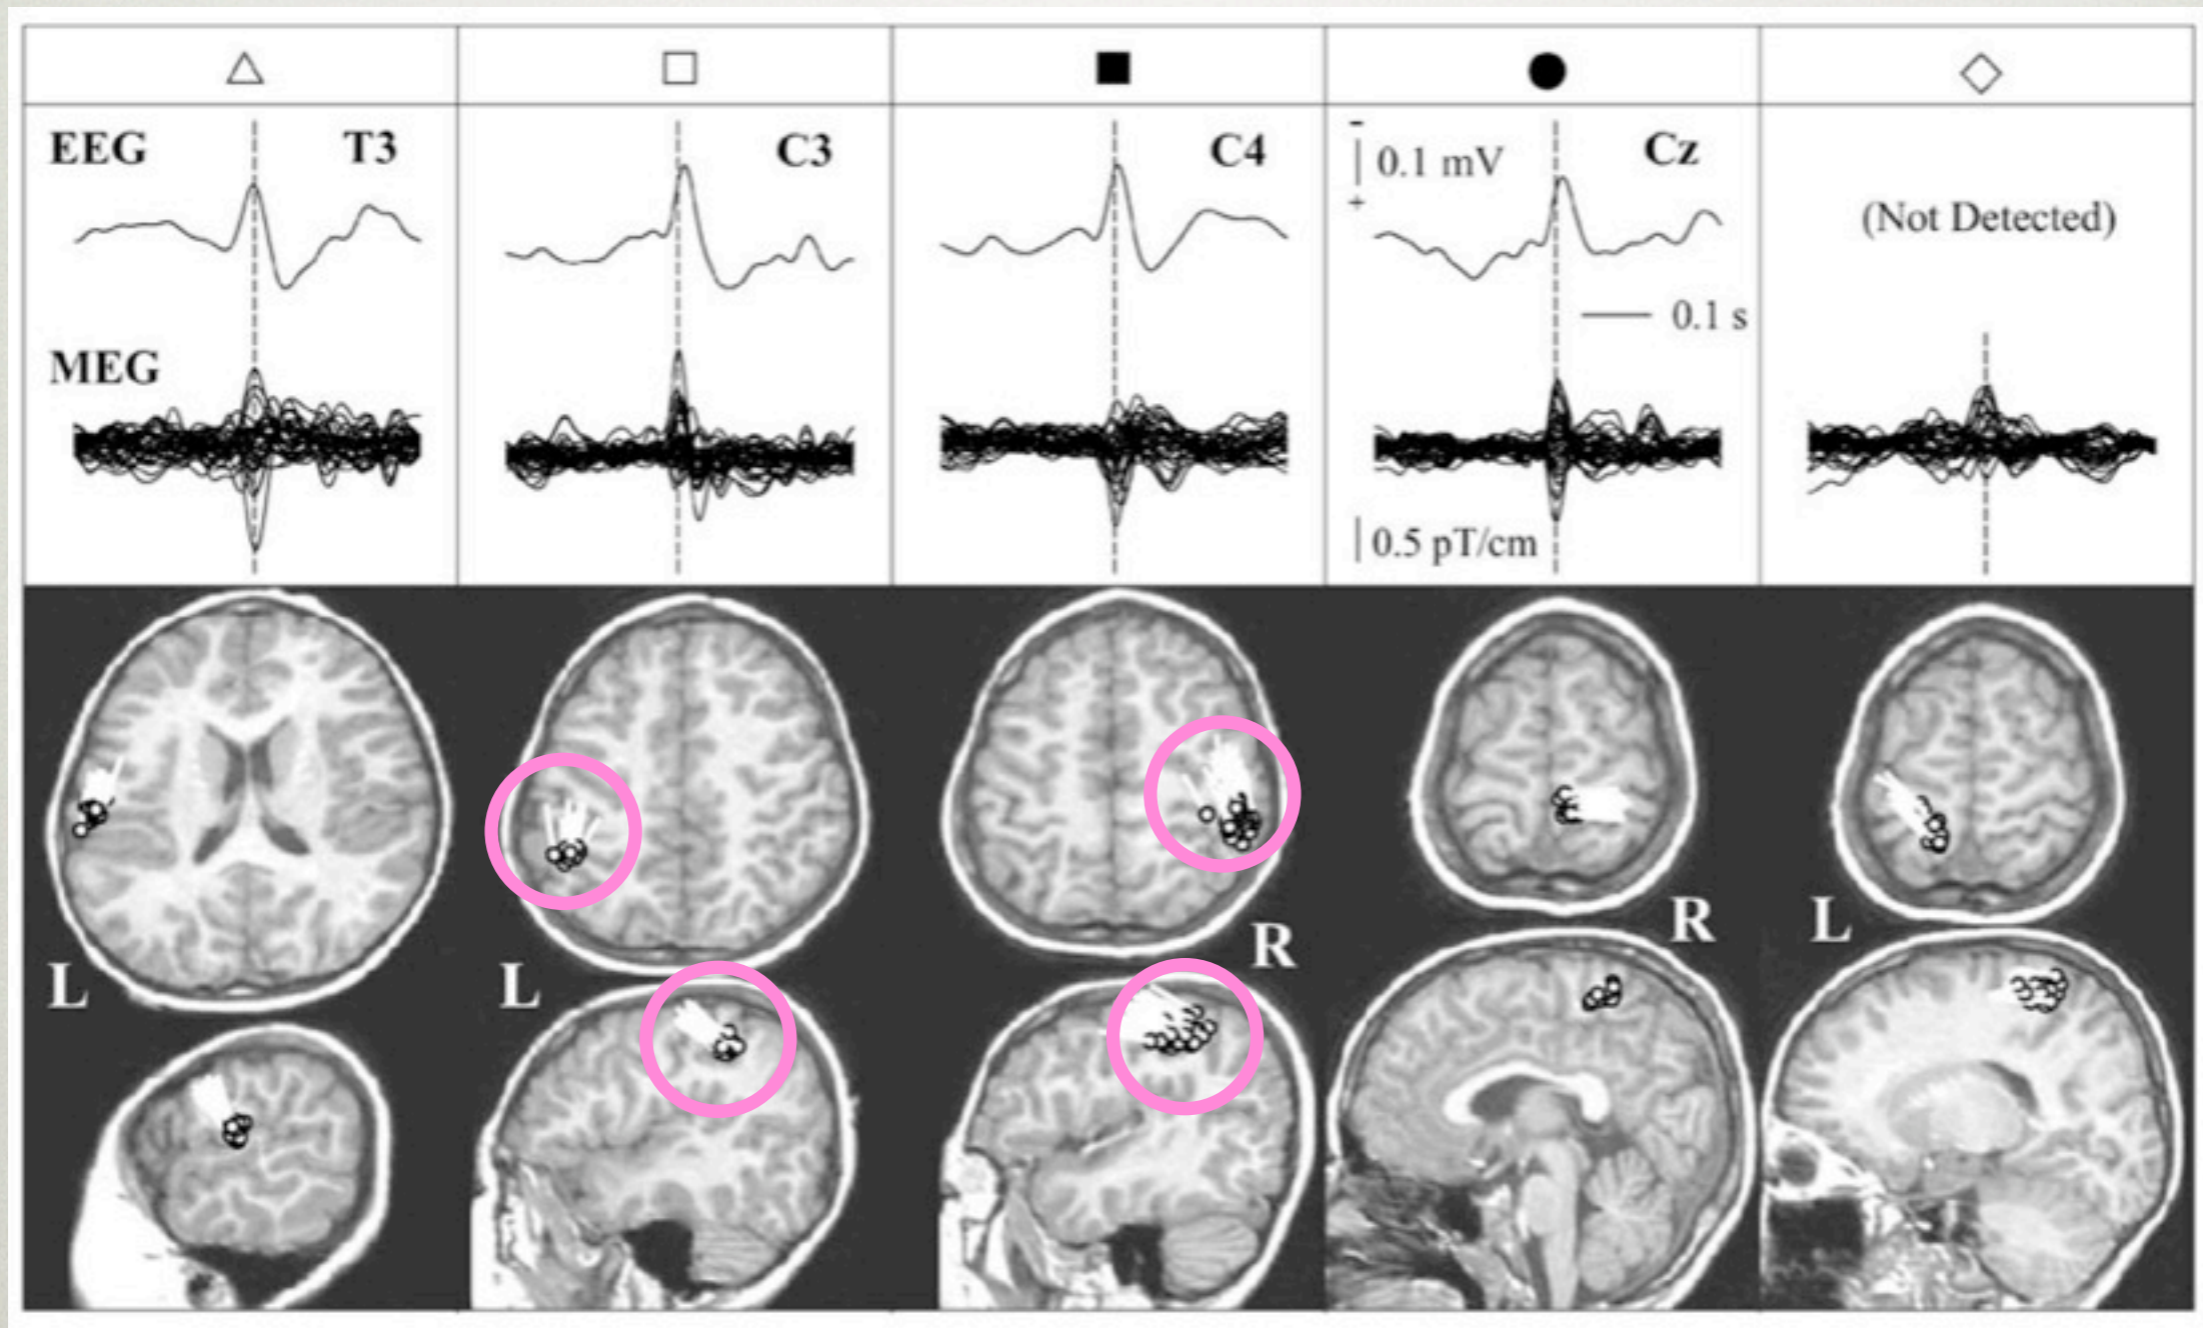 EEG T3
C3
C4
-
0.1 mV
+
Cz
(Not Detected)
0.1 s
MEG
0.5 pT/cm
L
L
R
R
L